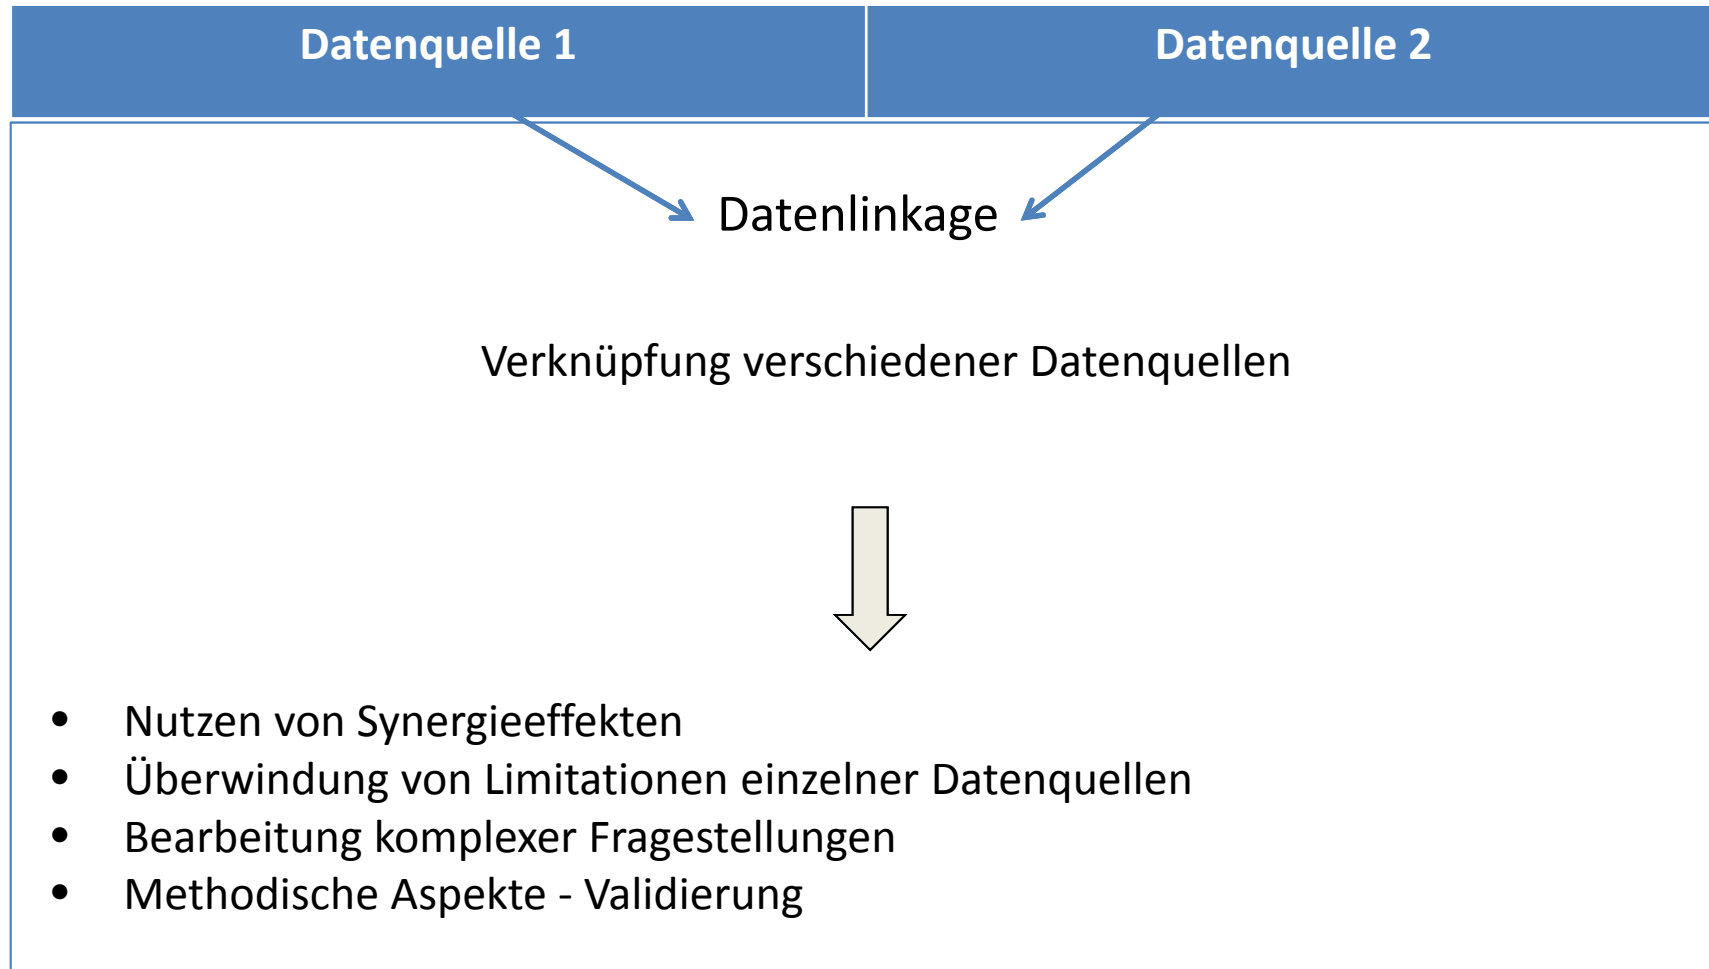 Datenquelle 1
Datenquelle 2
Datenlinkage
Verknüpfung verschiedener Datenquellen
• Nutzen von Synergieeffekten
• Überwindung von Limitationen einzelner Datenquellen
• Bearbeitung komplexer Fragestellungen
• Methodische Aspekte - Validierung